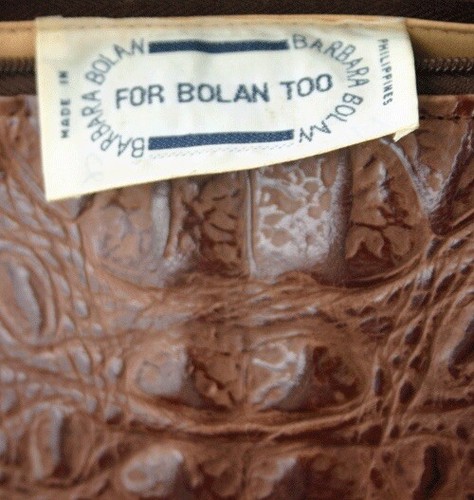 MADE IN
BARBARA BOLAN
BARBARA BOLAN
FOR BOLAN TOO
PHILIPPINES